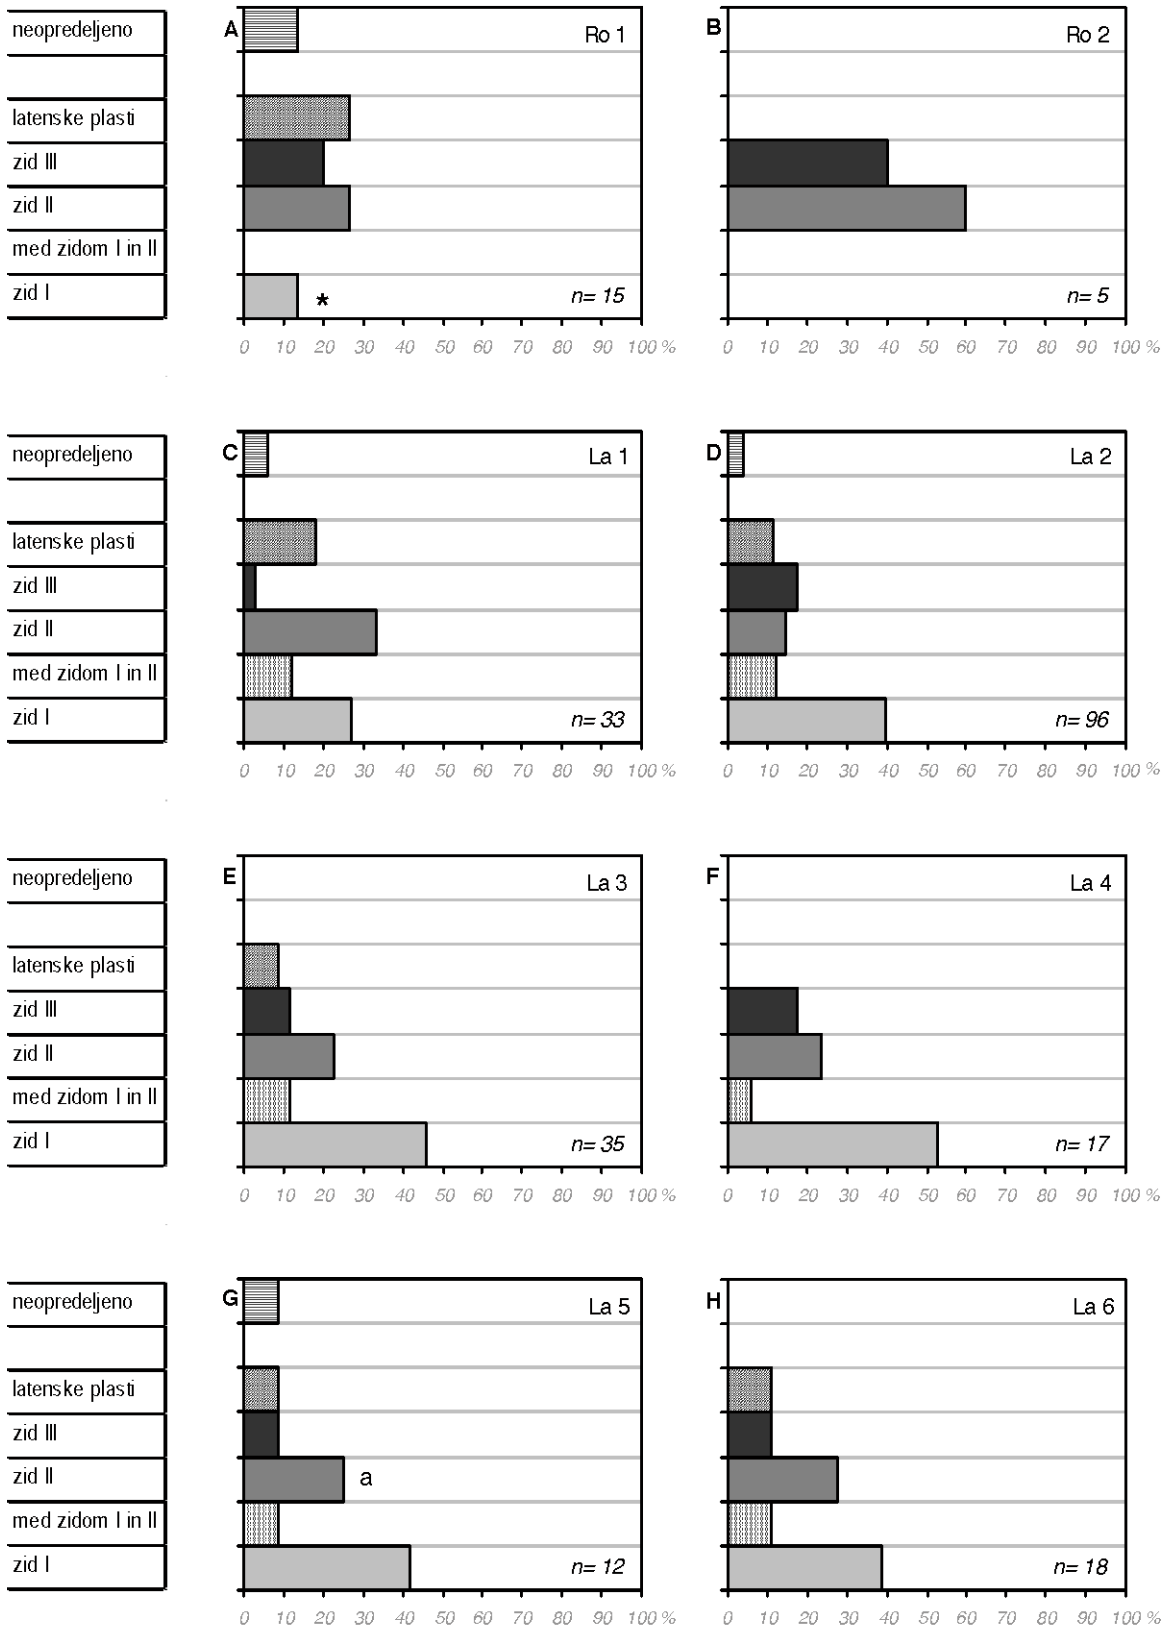 neopredeljeno
latenske plasti
zid III
zid II
med zidom I in II
zid I
A Ro 1
*
n= 15
0 10 20 30 40 50 60 70 80 90 100 %
B Ro 2
n= 5
0 10 20 30 40 50 60 70 80 90 100 %
neopredeljeno
latenske plasti
zid III
zid II
med zidom I in II
zid I
C La 1
n= 33
0 10 20 30 40 50 60 70 80 90 100 %
D La 2
n= 96
0 10 20 30 40 50 60 70 80 90 100 %
neopredeljeno
latenske plasti
zid III
zid II
med zidom I in II
zid I
E La 3
n= 35
0 10 20 30 40 50 60 70 80 90 100 %
F La 4
n= 17
0 10 20 30 40 50 60 70 80 90 100 %
neopredeljeno
latenske plasti
zid III
zid II
med zidom I in II
zid I
G La 5
a
n= 12
0 10 20 30 40 50 60 70 80 90 100 %
H La 6
n= 18
0 10 20 30 40 50 60 70 80 90 100 %